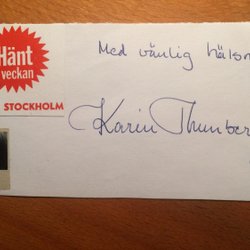 Hänt
veckan
STOCKHOLM
Med vänlig hälsn
Karin Thunber